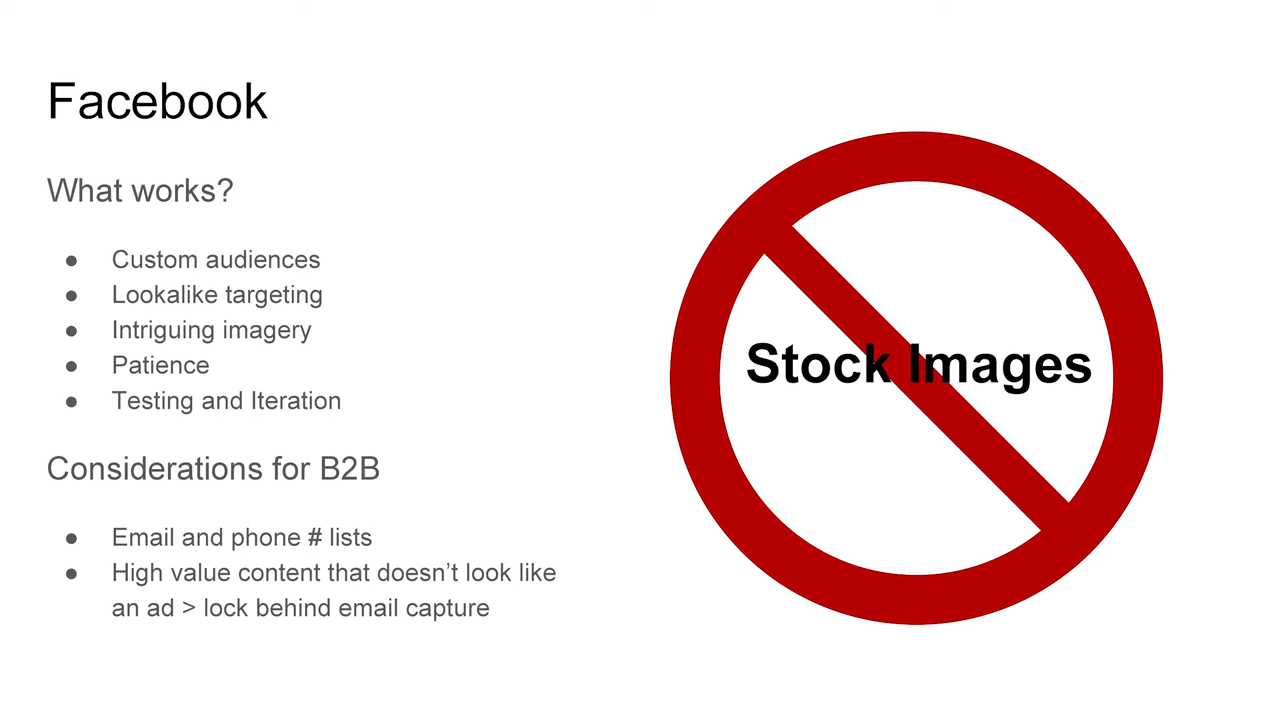 Facebook
What works?
● Custom audiences
● Lookalike targeting
● Intriguing imagery
● Patience
● Testing and Iteration
Considerations for B2B
● Email and phone # lists
● High value content that doesn’t look like
an ad > lock behind email capture
Stock Images